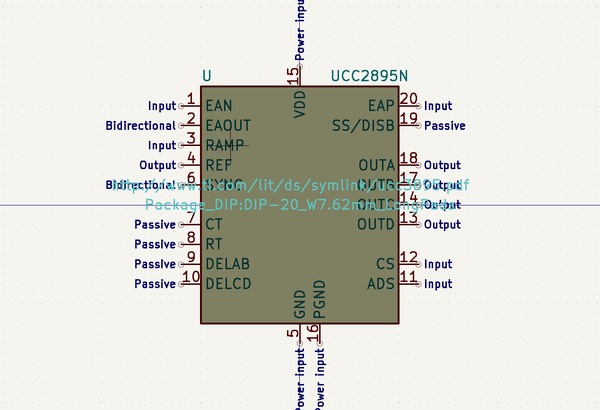 Power input
U
UCC2895N
15
VDD
Input 1 EAN
EAP 20 Input
Bidirectional 2 EAOUT
SS/DISB 19 Passive
Input 3 RAMP
Output 4 REF
OUTA 18 Output
Bidirectional 6 SYNC
OUTB 17 Output
http://www.ti.com/lit/ds/symlink/ucc3895.pdf
Package_DIP:DIP-20_W7.62mm_LongPads
OUTC 14 Output
Passive 7 CT
OUTD 13 Output
Passive 8 RT
Passive 9 DELAB
CS 12 Input
Passive 10 DELCD
ADS 11 Input
GND
PGND
5
16
Power input
Power input